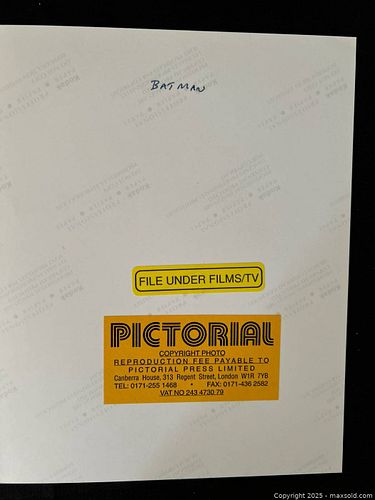 BATMAN
FILE UNDER FILMS/TV
PICTORIAL
COPYRIGHT PHOTO
REPRODUCTION FEE PAYABLE TO
PICTORIAL PRESS LIMITED
Canberra House, 313 Regent Street, London W1R 7YB
TEL: 0171-255 1468 • FAX: 0171-436 2582
VAT NO 243 4730 79
Copyright 2025 - maxsold.com